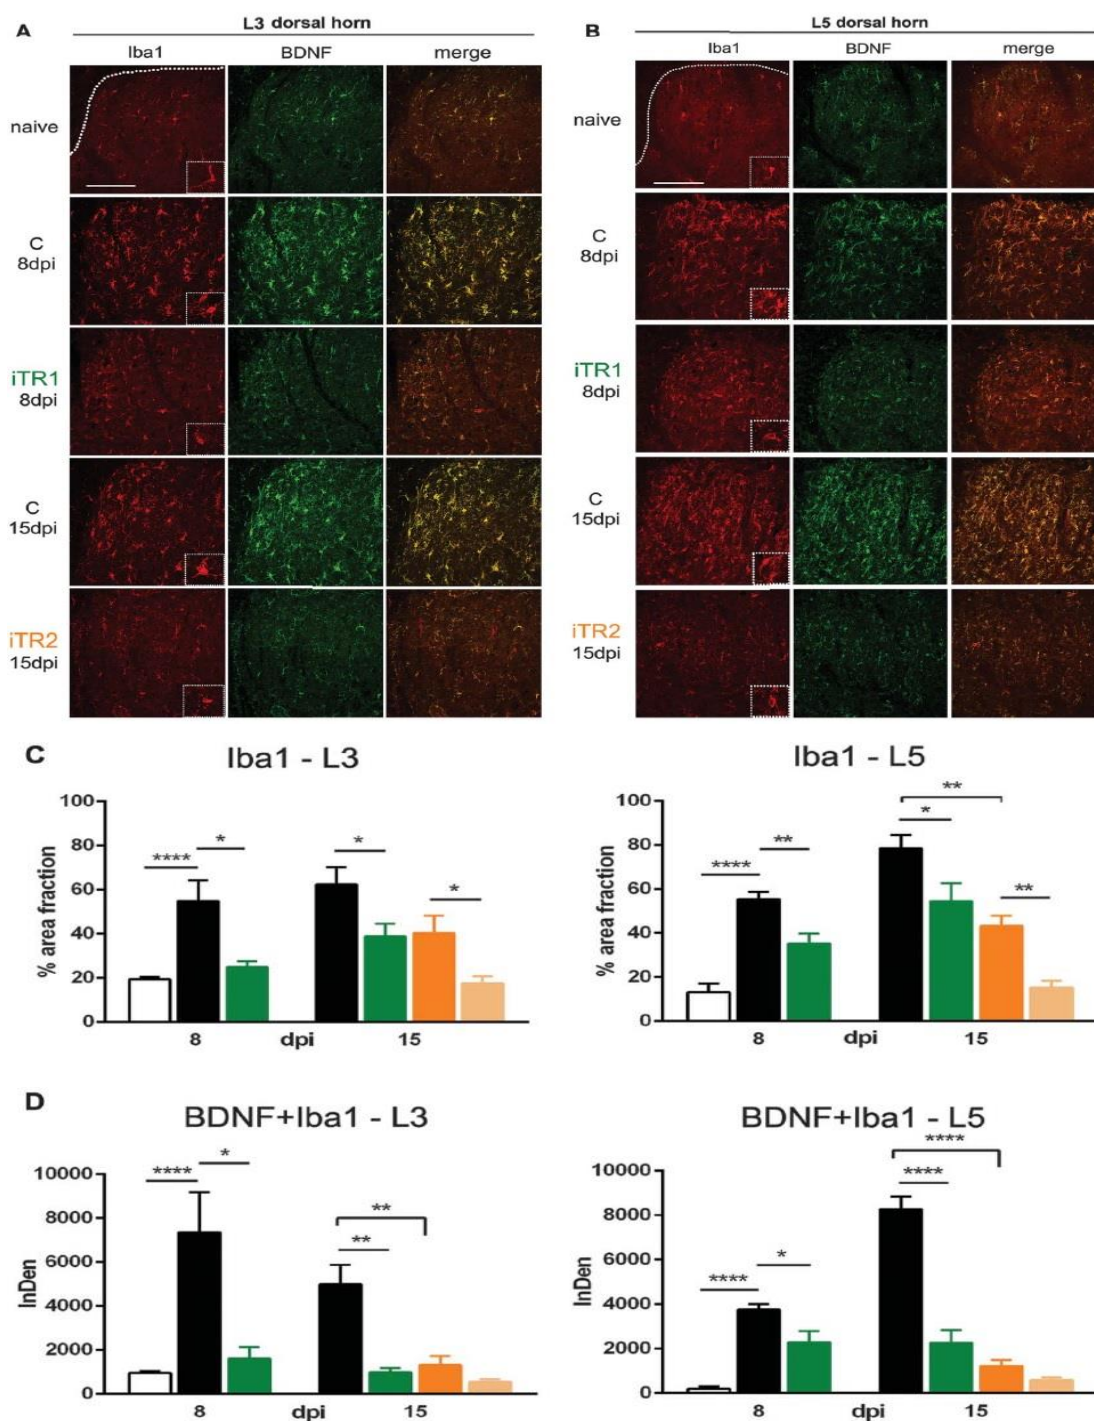 A
L3 dorsal horn
Iba1 BDNF merge
naive
C
8dpi
iTR1
8dpi
C
15dpi
iTR2
15dpi
B
L5 dorsal horn
Iba1 BDNF merge
naive
C
8dpi
iTR1
8dpi
C
15dpi
iTR2
15dpi
C
Iba1 - L3
% area fraction
100
80
60
40
20
0
**** * * *
8 dpi 15
Iba1 - L5
% area fraction
100
80
60
40
20
0
**** ** * ** **
8 dpi 15
D
BDNF+Iba1 - L3
InDen
10000
8000
6000
4000
2000
0
**** * ** **
8 dpi 15
BDNF+Iba1 - L5
InDen
10000
8000
6000
4000
2000
0
**** * **** ****
8 dpi 15